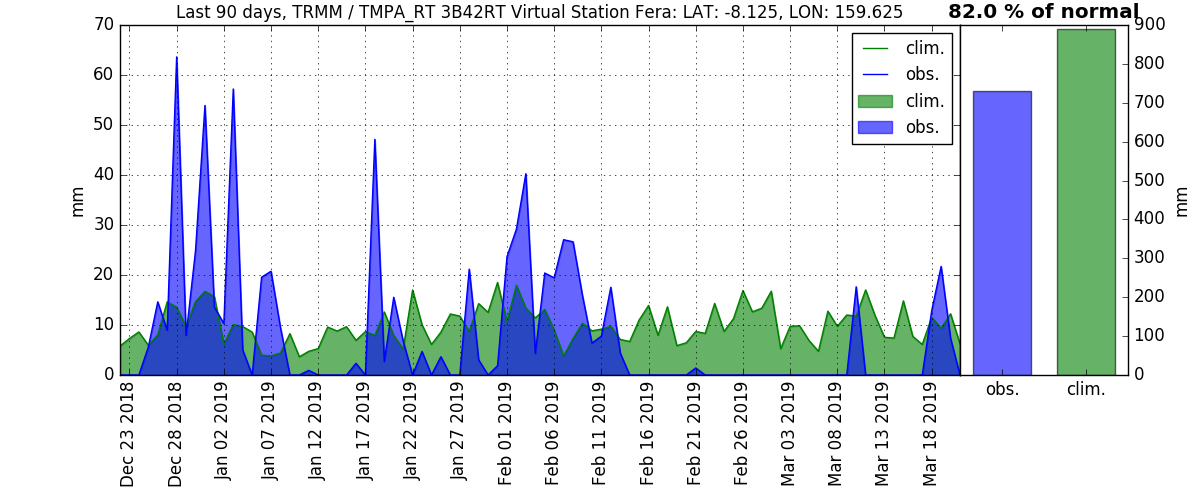 Last 90 days, TRMM / TMPA_RT 3B42RT Virtual Station Fera: LAT: -8.125, LON: 159.625
82.0 % of normal
70
60
50
40
30
20
10
0
mm
clim.
obs.
clim.
obs.
900
800
700
600
500
400
300
200
100
0
mm
Dec 23 2018
Dec 28 2018
Jan 02 2019
Jan 07 2019
Jan 12 2019
Jan 17 2019
Jan 22 2019
Jan 27 2019
Feb 01 2019
Feb 06 2019
Feb 11 2019
Feb 16 2019
Feb 21 2019
Feb 26 2019
Mar 03 2019
Mar 08 2019
Mar 13 2019
Mar 18 2019
obs.
clim.